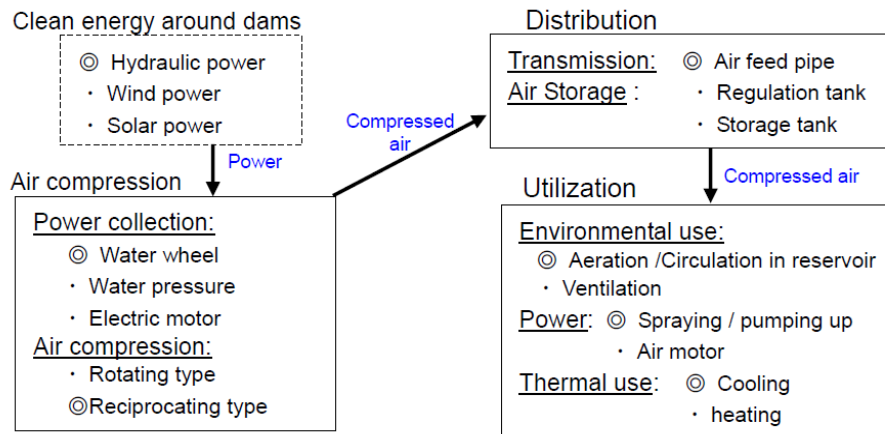 Clean energy around dams
◎ Hydraulic power
・ Wind power
・ Solar power
Power
Air compression
Power collection:
◎ Water wheel
・ Water pressure
・ Electric motor
Air compression:
・ Rotating type
◎Reciprocating type
Compressed
air
Distribution
Transmission: ◎ Air feed pipe
Air Storage : ・ Regulation tank
・ Storage tank
Compressed air
Utilization
Environmental use:
◎ Aeration /Circulation in reservoir
・ Ventilation
Power: ◎ Spraying / pumping up
・ Air motor
Thermal use: ◎ Cooling
・ heating